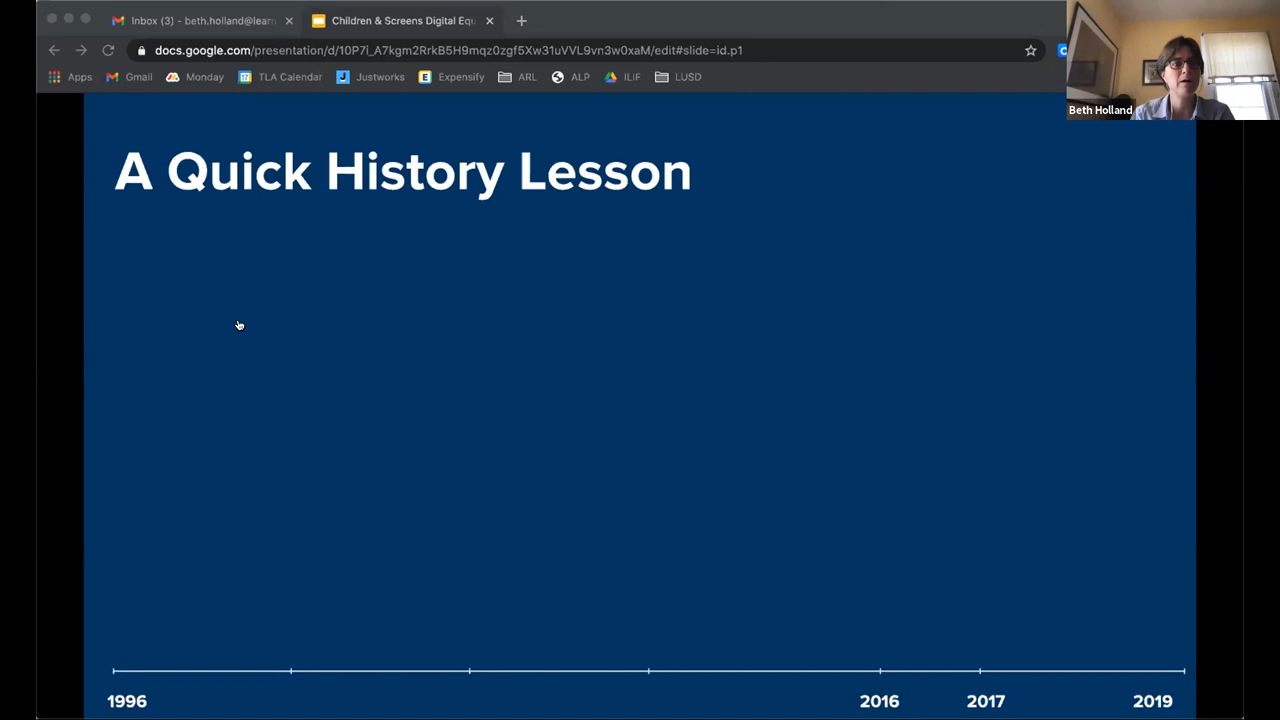 Inbox (3) - beth.holland@learn
Children & Screens Digital Equ
docs.google.com/presentation/d/10P7i_A7kgm2RrkB5H9mqz0zgf5Xw31uVVL9vn3w0xaM/edit#slide=id.p1
Apps Gmail Monday 17 TLA Calendar Justworks Expensify ARL ALP ILIF LUSD
Beth Holland
A Quick History Lesson
1996 2016 2017 2019